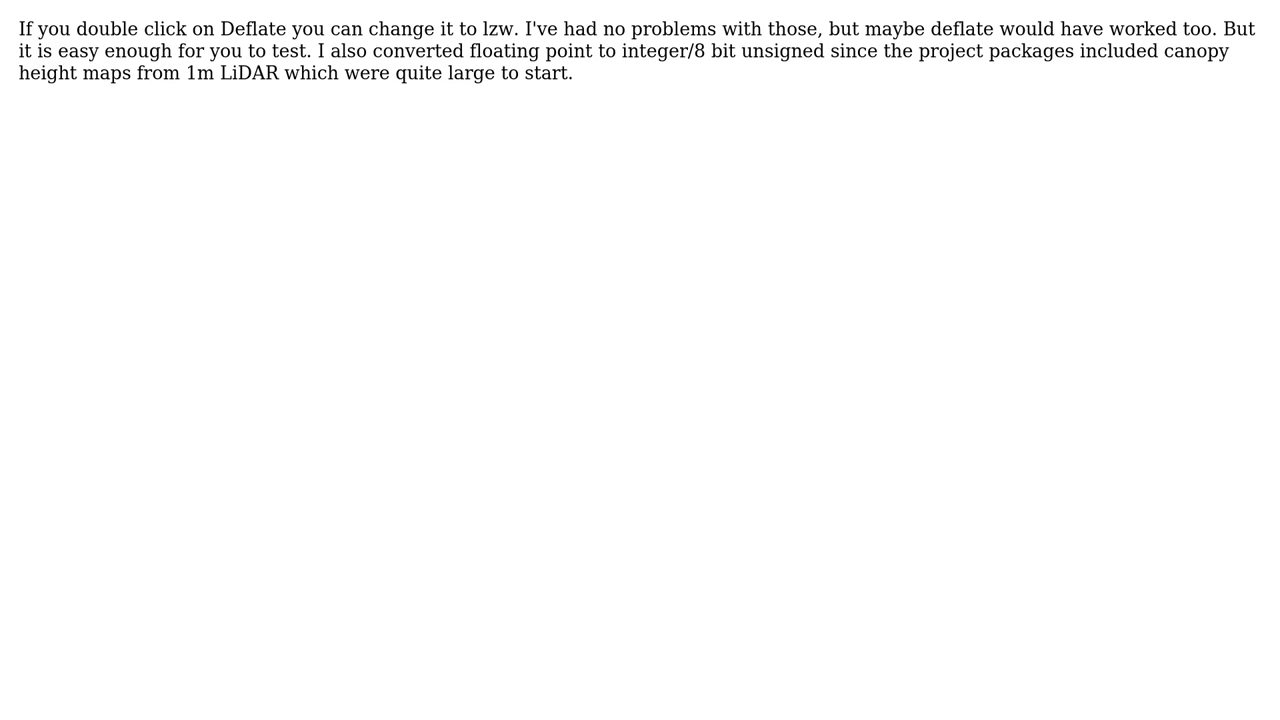 If you double click on Deflate you can change it to lzw. I've had no problems with those, but maybe deflate would have worked too. But
it is easy enough for you to test. I also converted floating point to integer/8 bit unsigned since the project packages included canopy
height maps from 1m LiDAR which were quite large to start.